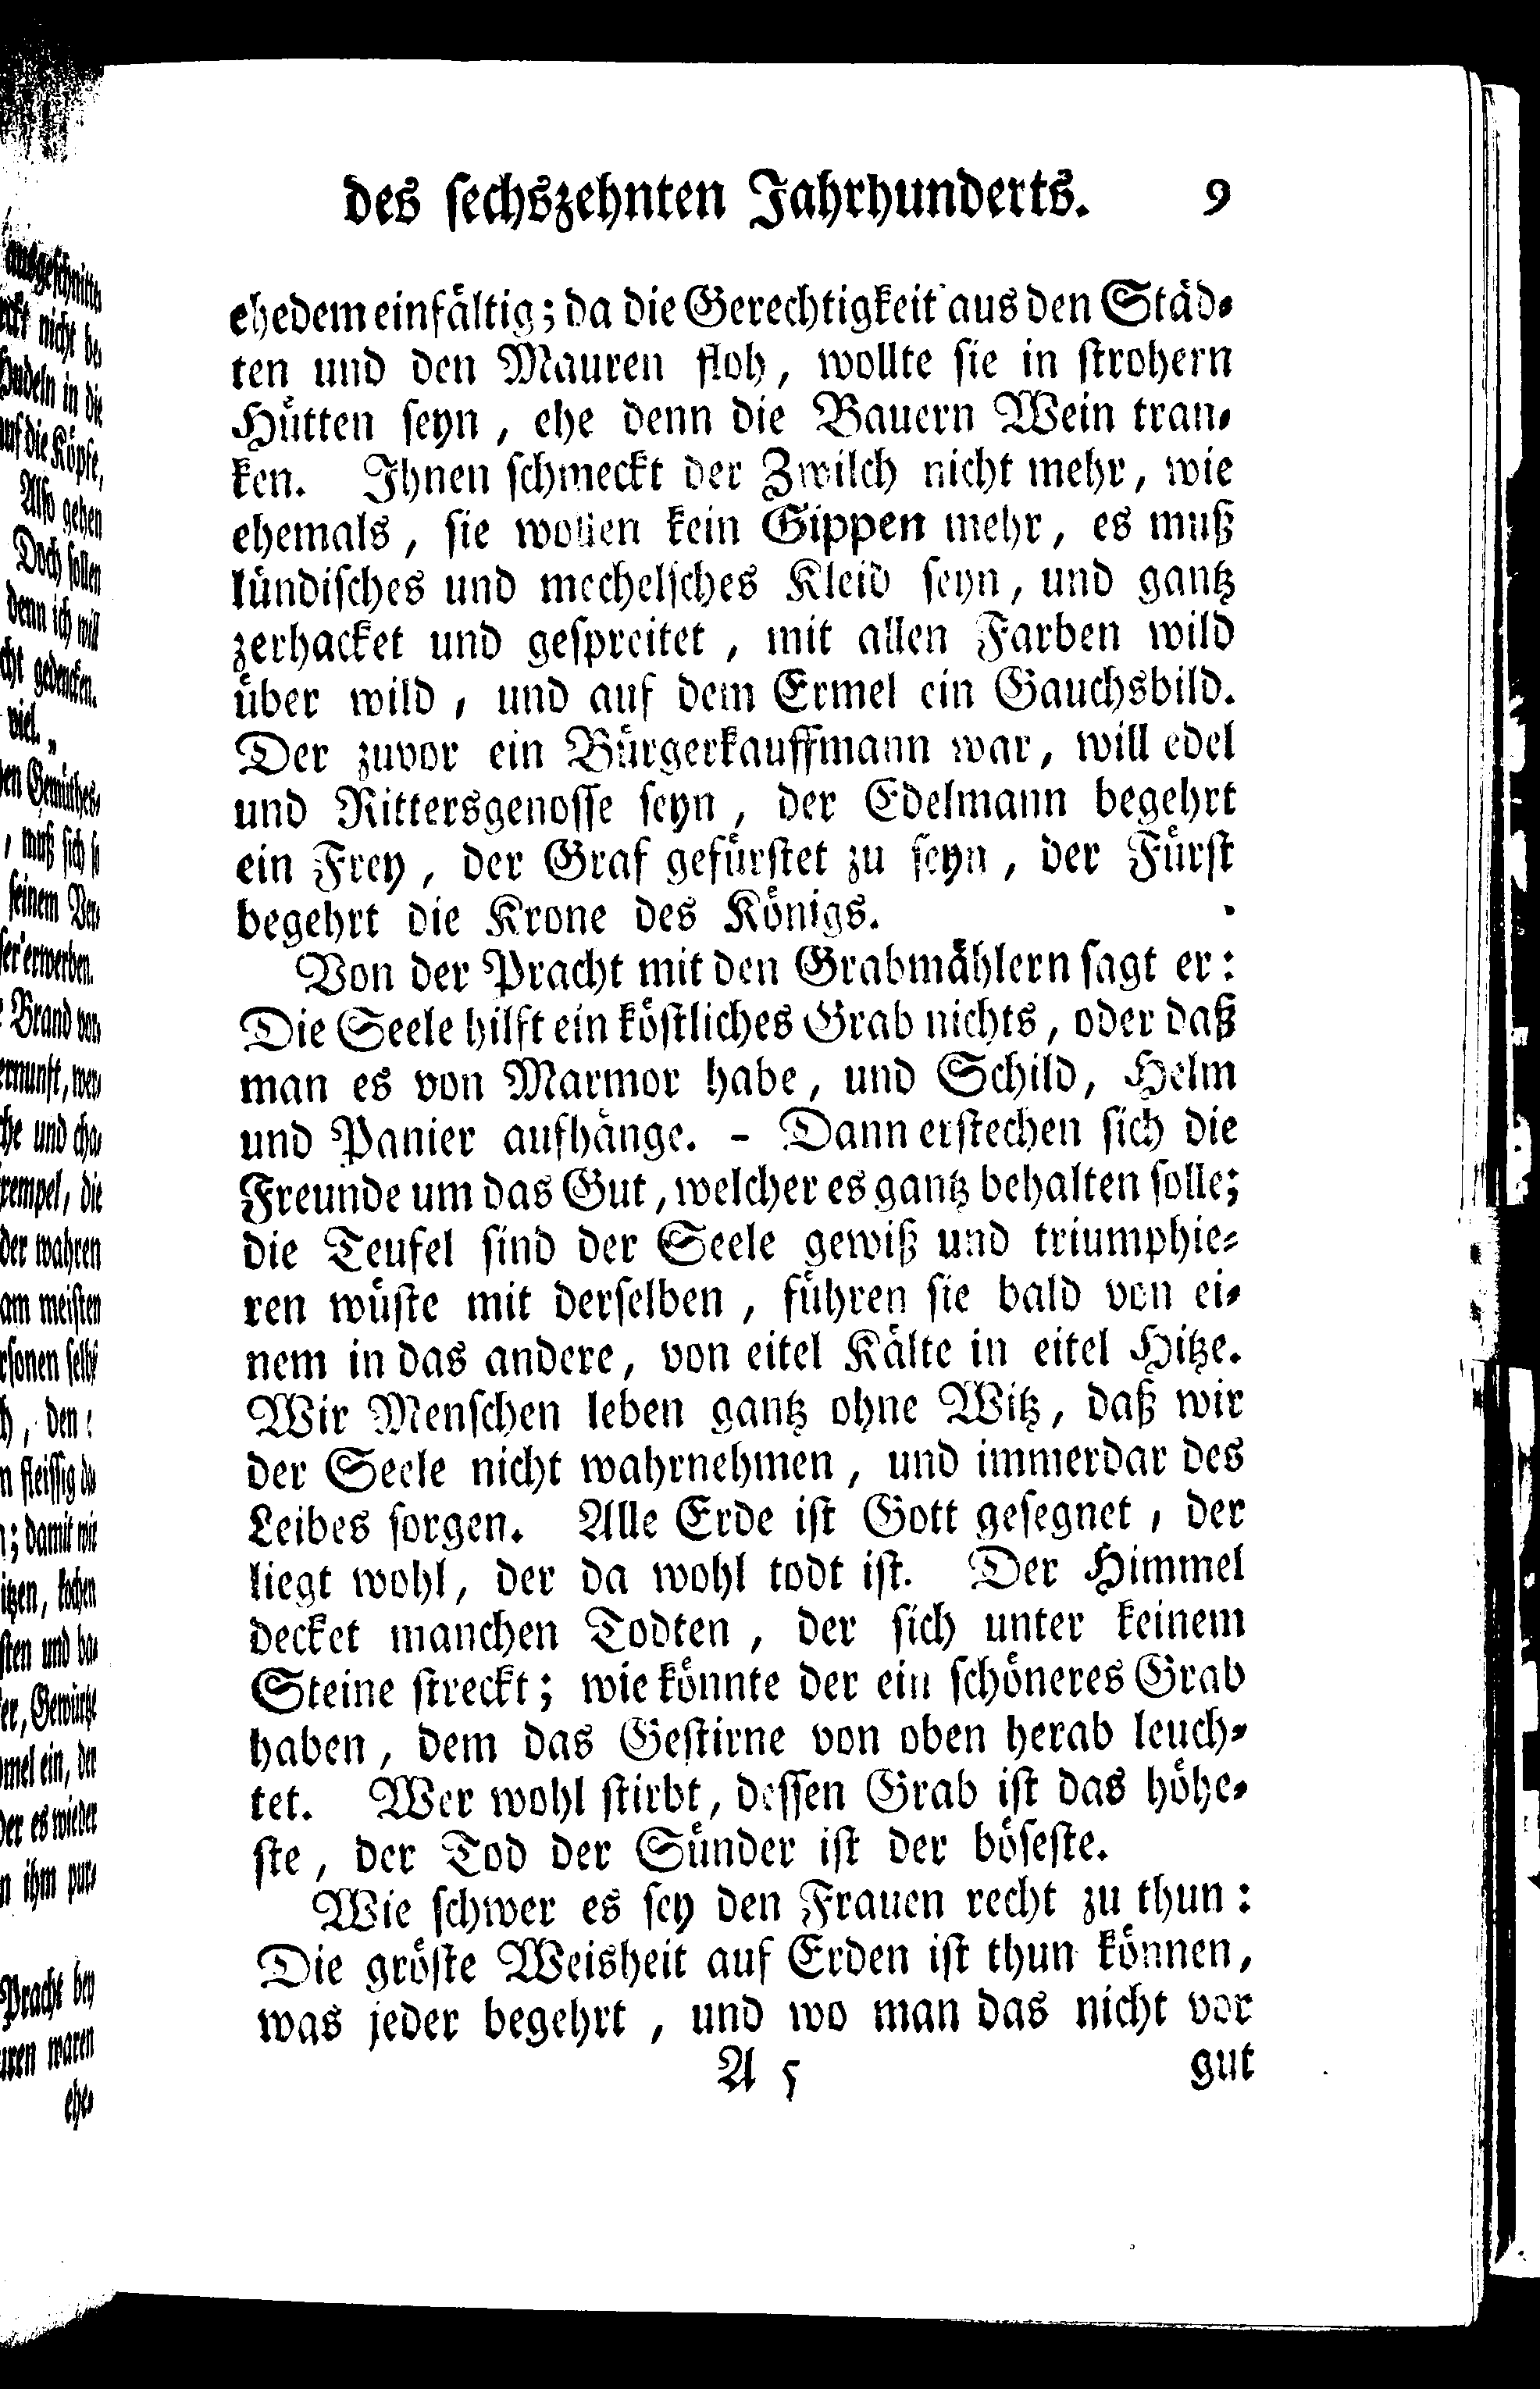 des sechszehnten Jahrhunderts. 9
ehedem einfältig; da die Gerechtigkeit aus den Städ-
ten und den Mauren floh, wollte sie in strohern
Hütten seyn, ehe denn die Bauern Wein tran-
ken. Ihnen schmeckt der Zwilch nicht mehr, wie
ehemals, sie wollen kein Gippen mehr, es muß
lündisches und mechelsches Kleid seyn, und gantz
zerhacket und gespreitet, mit allen Farben wild
über wild, und auf dem Ermel ein Gauchsbild.
Der zuvor ein Bürgerkauffmann war, will edel
und Rittersgenosse seyn, der Edelmann begehrt
ein Frey, der Graf gefürstet zu seyn, der Fürst
begehrt die Krone des Königs.
Von der Pracht mit den Grabmählern sagt er:
Die Seele hilft ein köstliches Grab nichts, oder daß
man es von Marmor habe, und Schild, Helm
und Panier aufhänge. - Dann erstechen sich die
Freunde um das Gut, welcher es gantz behalten solle;
die Teufel sind der Seele gewiß und triumphie-
ren wüste mit derselben, führen sie bald von ei-
nem in das andere, von eitel Kälte in eitel Hitze.
Wir Menschen leben gantz ohne Witz, daß wir
der Seele nicht wahrnehmen, und immerdar des
Leibes sorgen. Alle Erde ist Gott gesegnet, der
liegt wohl, der da wohl todt ist. Der Himmel
decket manchen Todten, der sich unter keinem
Steine streckt; wie könnte der ein schöneres Grab
haben, dem das Gestirne von oben herab leuch-
tet. Wer wohl stirbt, dessen Grab ist das höhe-
ste, der Tod der Sünder ist der böseste.
Wie schwer es sey den Frauen recht zu thun:
Die gröste Weisheit auf Erden ist thun können,
was jeder begehrt, und wo man das nicht vor
A 5 gut